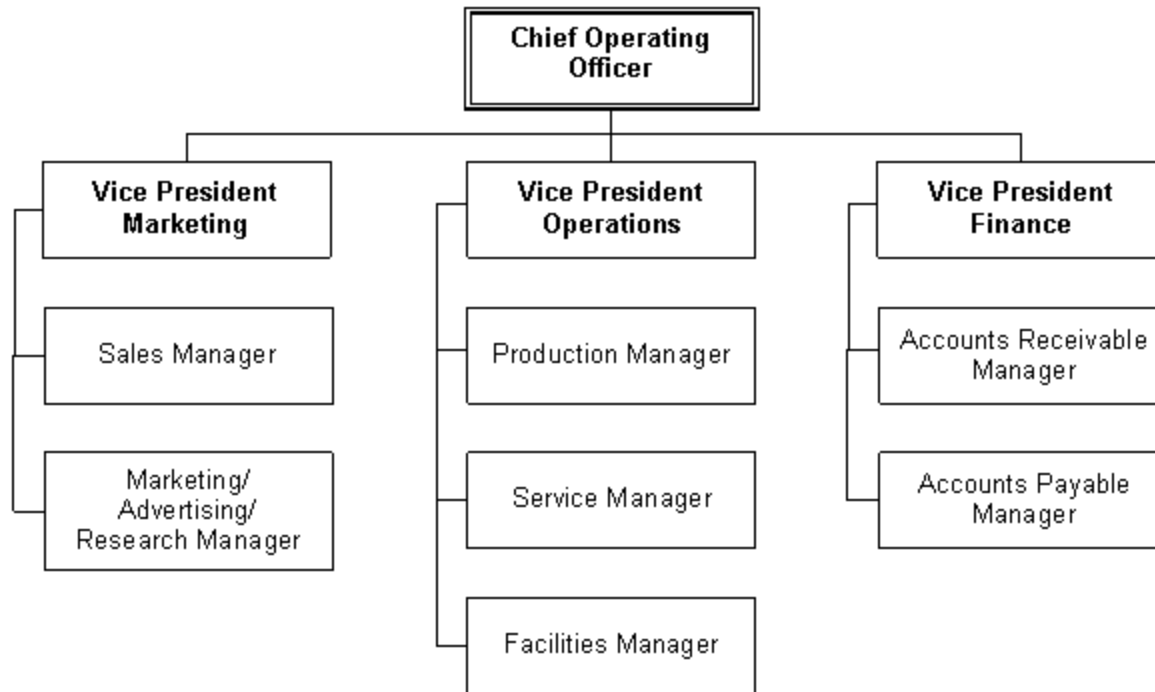 Chief Operating
Officer
Vice President
Marketing
Vice President
Operations
Vice President
Finance
Sales Manager
Production Manager
Accounts Receivable
Manager
Marketing/
Advertising/
Research Manager
Service Manager
Accounts Payable
Manager
Facilities Manager